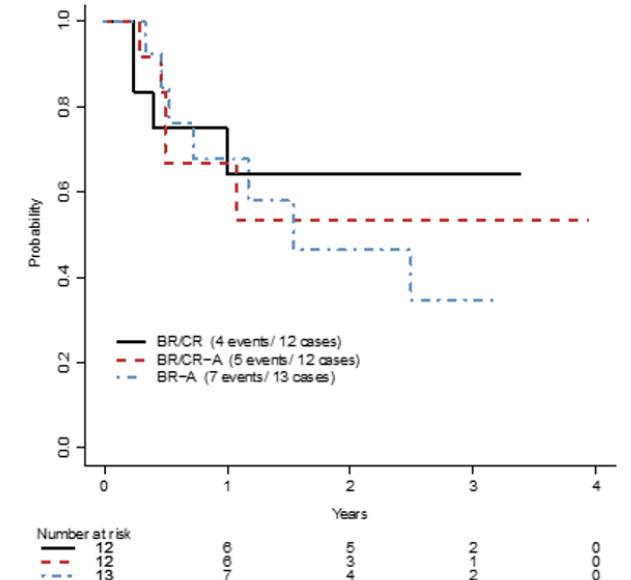 1.0
0.8
0.6
0.4
0.2
0.0
Probability
BR/CR (4 events/ 12 cases)
BR/CR-A (5 events/ 12 cases)
BR-A (7 events/ 13 cases)
0 1 2 3 4
Years
Number at risk
12 6 5 2 0
12 6 3 1 0
13 7 4 2 0